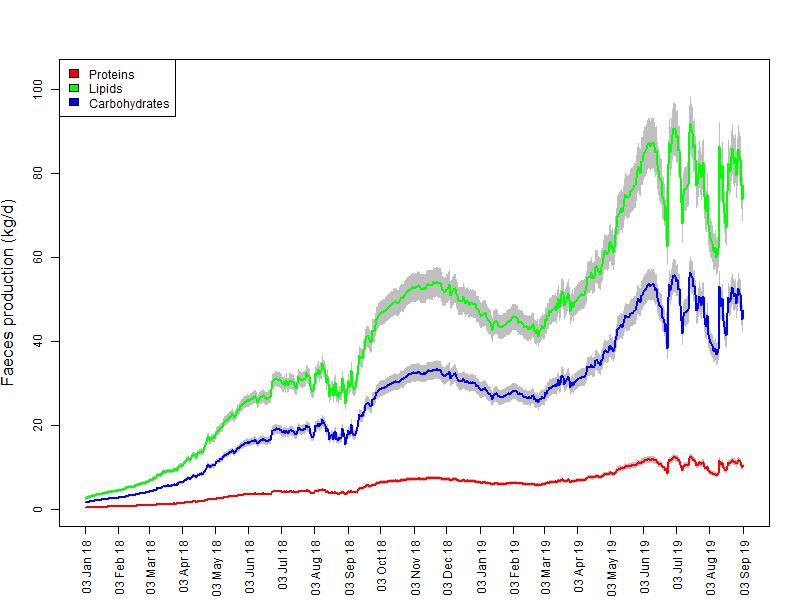 Proteins
Lipids
Carbohydrates
Faeces production (kg/d)
100
80
60
40
20
0
03 Jan 18
03 Feb 18
03 Mar 18
03 Apr 18
03 May 18
03 Jun 18
03 Jul 18
03 Aug 18
03 Sep 18
03 Oct 18
03 Nov 18
03 Dec 18
03 Jan 19
03 Feb 19
03 Mar 19
03 Apr 19
03 May 19
03 Jun 19
03 Jul 19
03 Aug 19
03 Sep 19